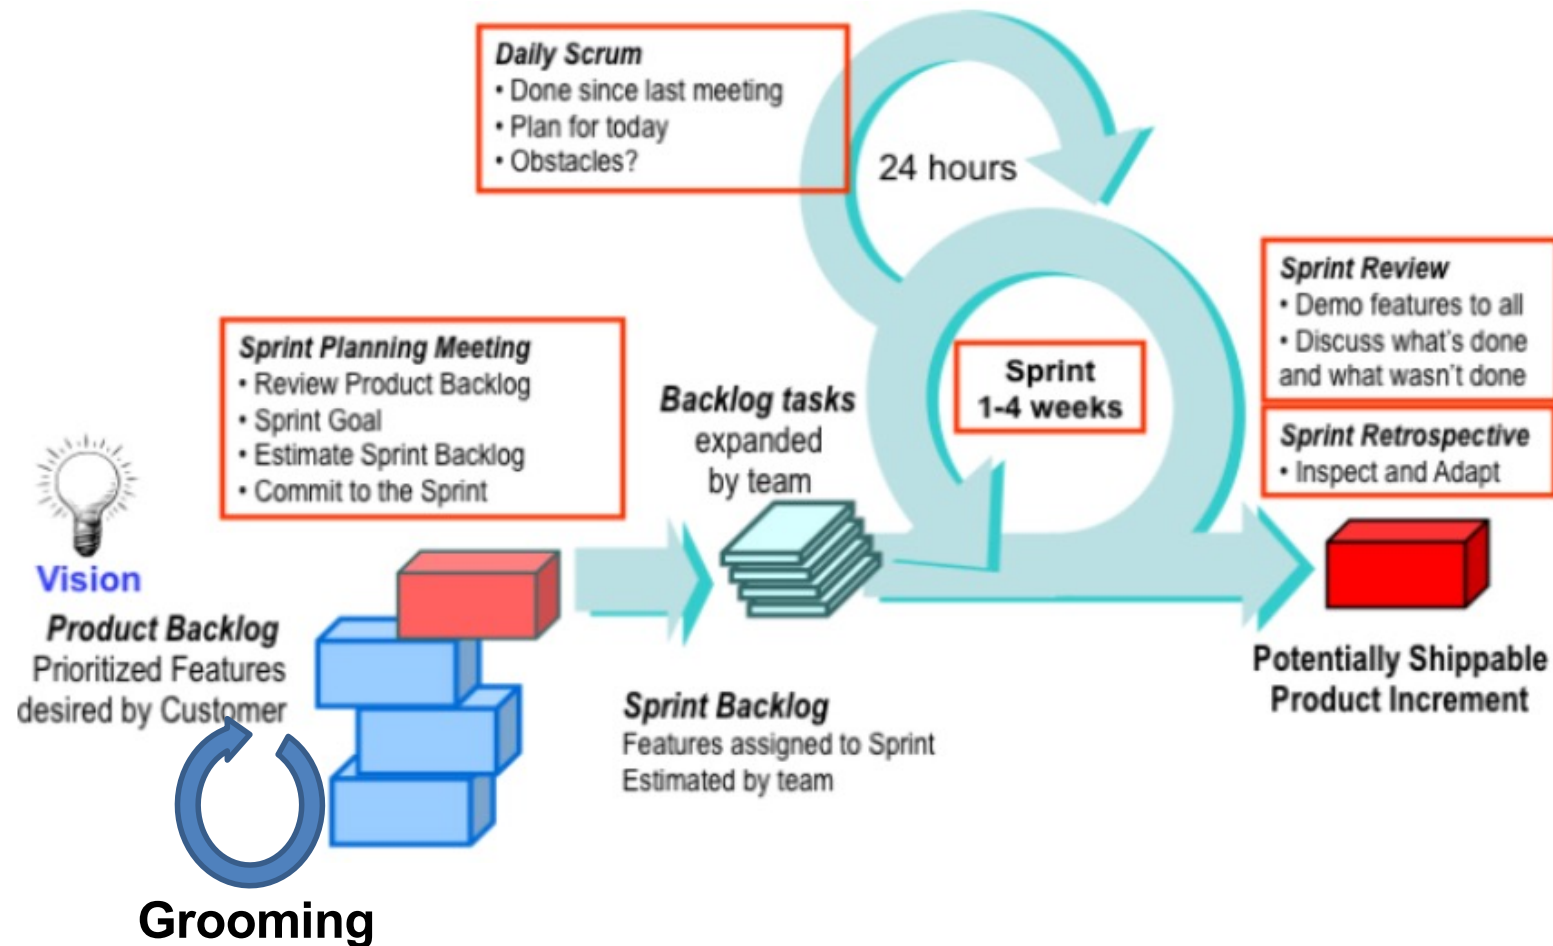 Daily Scrum
• Done since last meeting
• Plan for today
• Obstacles?
24 hours
Sprint Review
• Demo features to all
• Discuss what's done
and what wasn't done
Sprint Planning Meeting
• Review Product Backlog
• Sprint Goal
• Estimate Sprint Backlog
• Commit to the Sprint
Backlog tasks
expanded
by team
Sprint
1-4 weeks
Sprint Retrospective
• Inspect and Adapt
Vision
Product Backlog
Prioritized Features
desired by Customer
Sprint Backlog
Features assigned to Sprint
Estimated by team
Potentially Shippable
Product Increment
Grooming